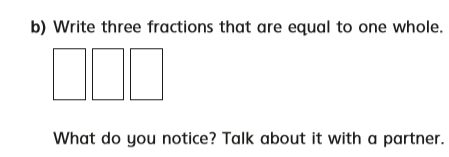 b) Write three fractions that are equal to one whole.
What do you notice? Talk about it with a partner.